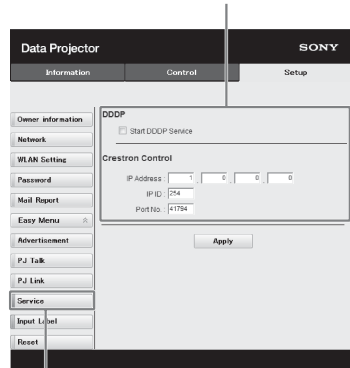 Data Projector
SONY
Information
Control
Setup
Owner information
Network
WLAN Setting
Password
Mail Report
Easy Menu
Advertisement
PJ Talk
PJ Link
Service
Input Label
Reset
DDDP
Start DDDP Service
Crestron Control
IP Address : 1 . 0 . 0 . 0
IP ID : 254
Port No. : 41794
Apply